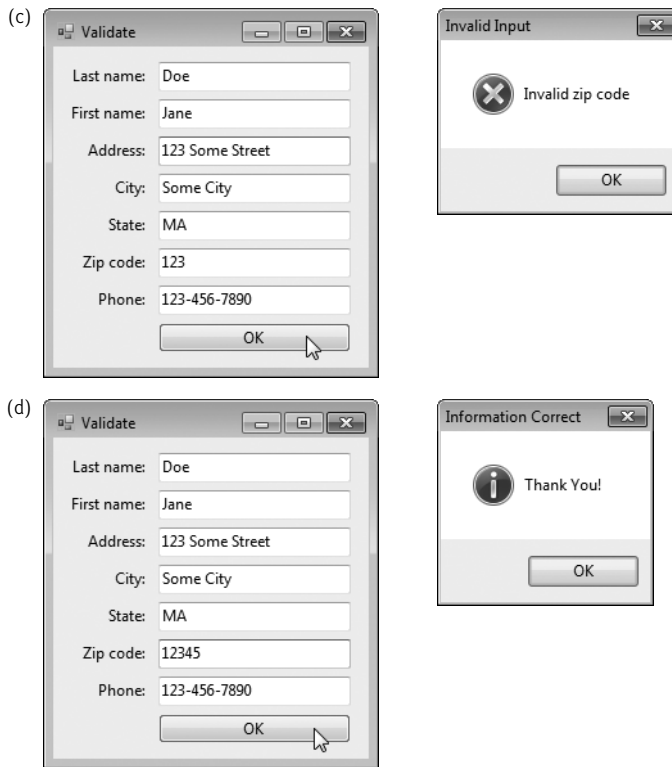 (c)
Validate
Last name: Doe
First name: Jane
Address: 123 Some Street
City: Some City
State: MA
Zip code: 123
Phone: 123-456-7890
OK
Invalid Input
Invalid zip code
OK
(d)
Validate
Last name: Doe
First name: Jane
Address: 123 Some Street
City: Some City
State: MA
Zip code: 12345
Phone: 123-456-7890
OK
Information Correct
Thank You!
OK